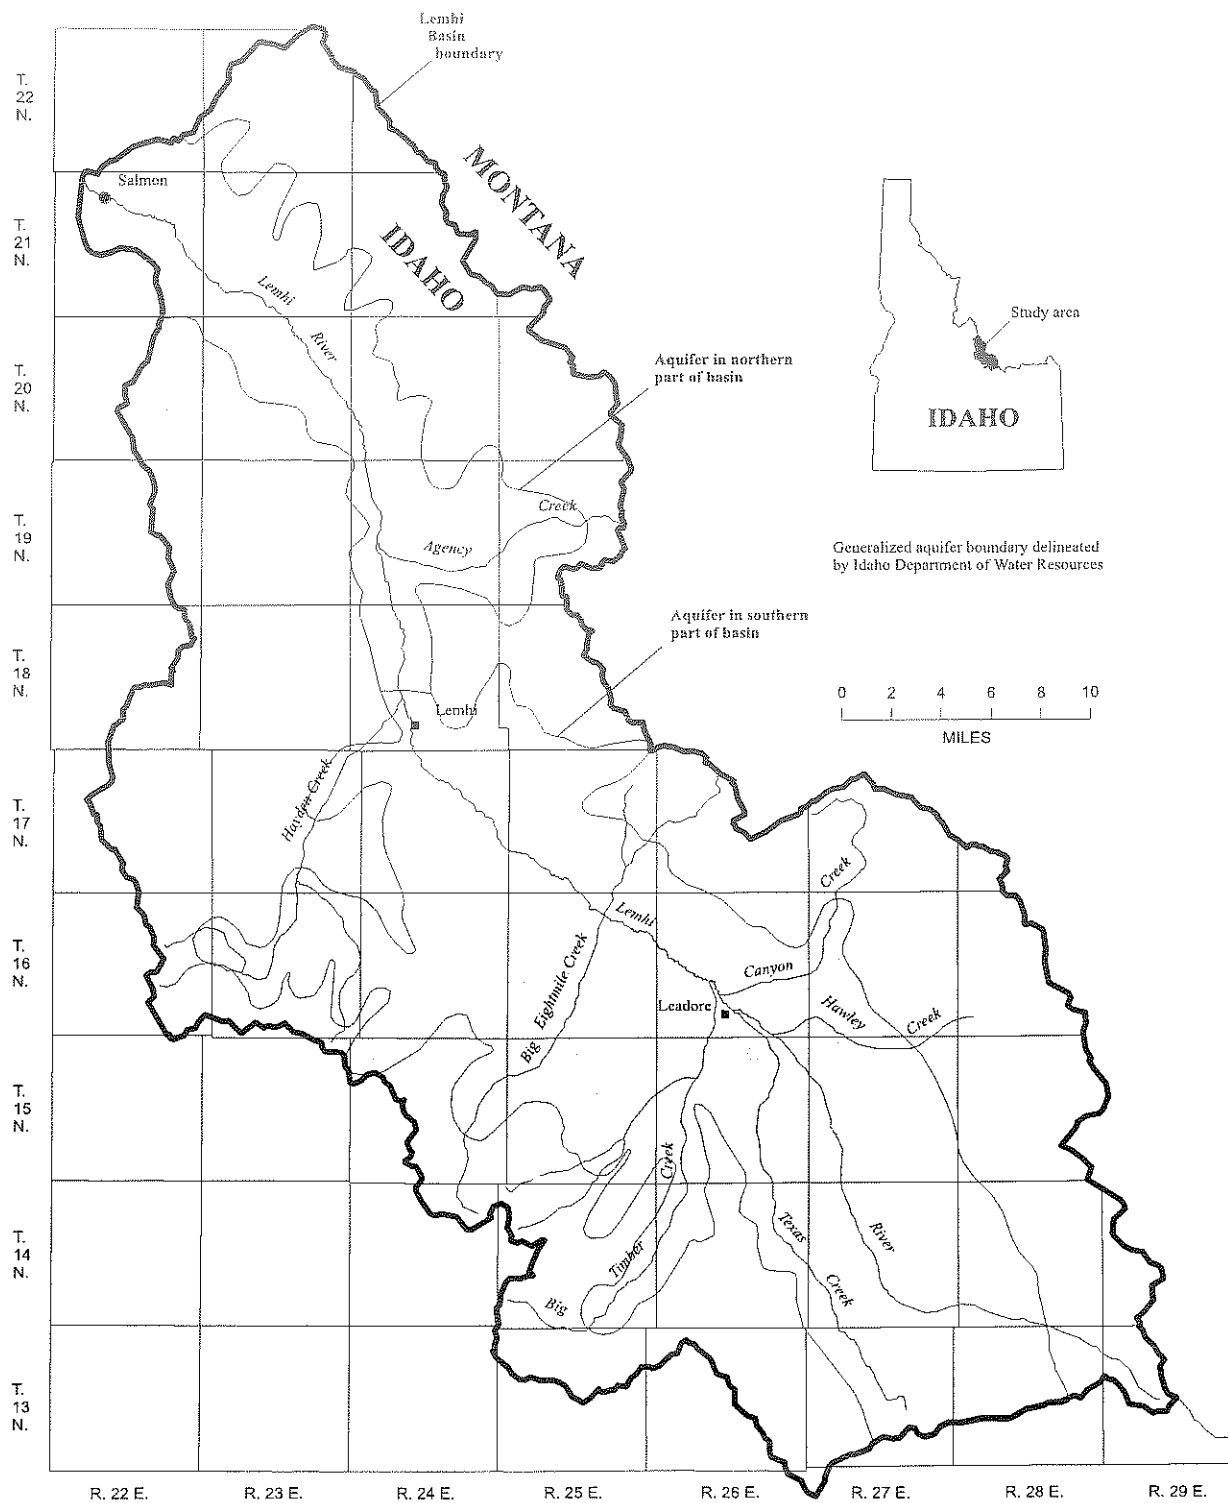 Lemhi
Basin
boundary
T.
22
N.
MONTANA
Salmon
T.
21
N.
IDAHO
Lemhi
River
Study area
Aquifer in northern
part of basin
T.
20
N.
IDAHO
Creek
T.
19
N.
Agency
Generalized aquifer boundary delineated
by Idaho Department of Water Resources
Aquifer in southern
part of basin
T.
18
N.
0 2 4 6 8 10
MILES
Lemhi
Hayden Creek
T.
17
N.
Creek
Lemhi
T.
16
N.
Canyon
Big Eightmile Creek
Leadore
Hawley
Creek
T.
15
N.
Creek
Texas
River
T.
14
N.
Timber
Creek
Big
T.
13
N.
R. 22 E. R. 23 E. R. 24 E. R. 25 E. R. 26 E. R. 27 E. R. 28 E. R. 29 E.